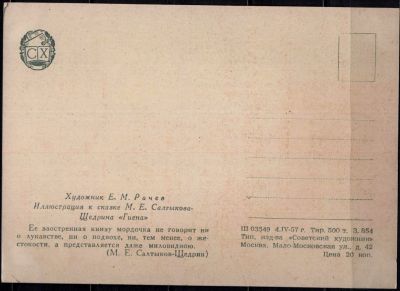 СХ
Художник Е. М. Рачев
Иллюстрация к сказке М. Е. Салтыкова-
Щедрина «Гиена»
Ее заостренная книзу мордочка не говорит ни
о лукавстве, ни о подвохе, ни, тем менее, о же-
стокости, а представляется даже миловидною.
(М. Е. Салтыков-Щедрин)
Ш 03549 4.IV-57 г. Тир. 500 т. З. 854
Тип. изд-ва «Советский художник»
Москва. Мало-Московская ул., д. 42
Цена 20 коп.